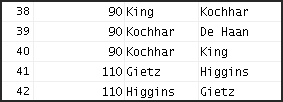 38 90 King Kochhar
39 90 Kochhar De Haan
40 90 Kochhar King
41 110 Gietz Higgins
42 110 Higgins Gietz